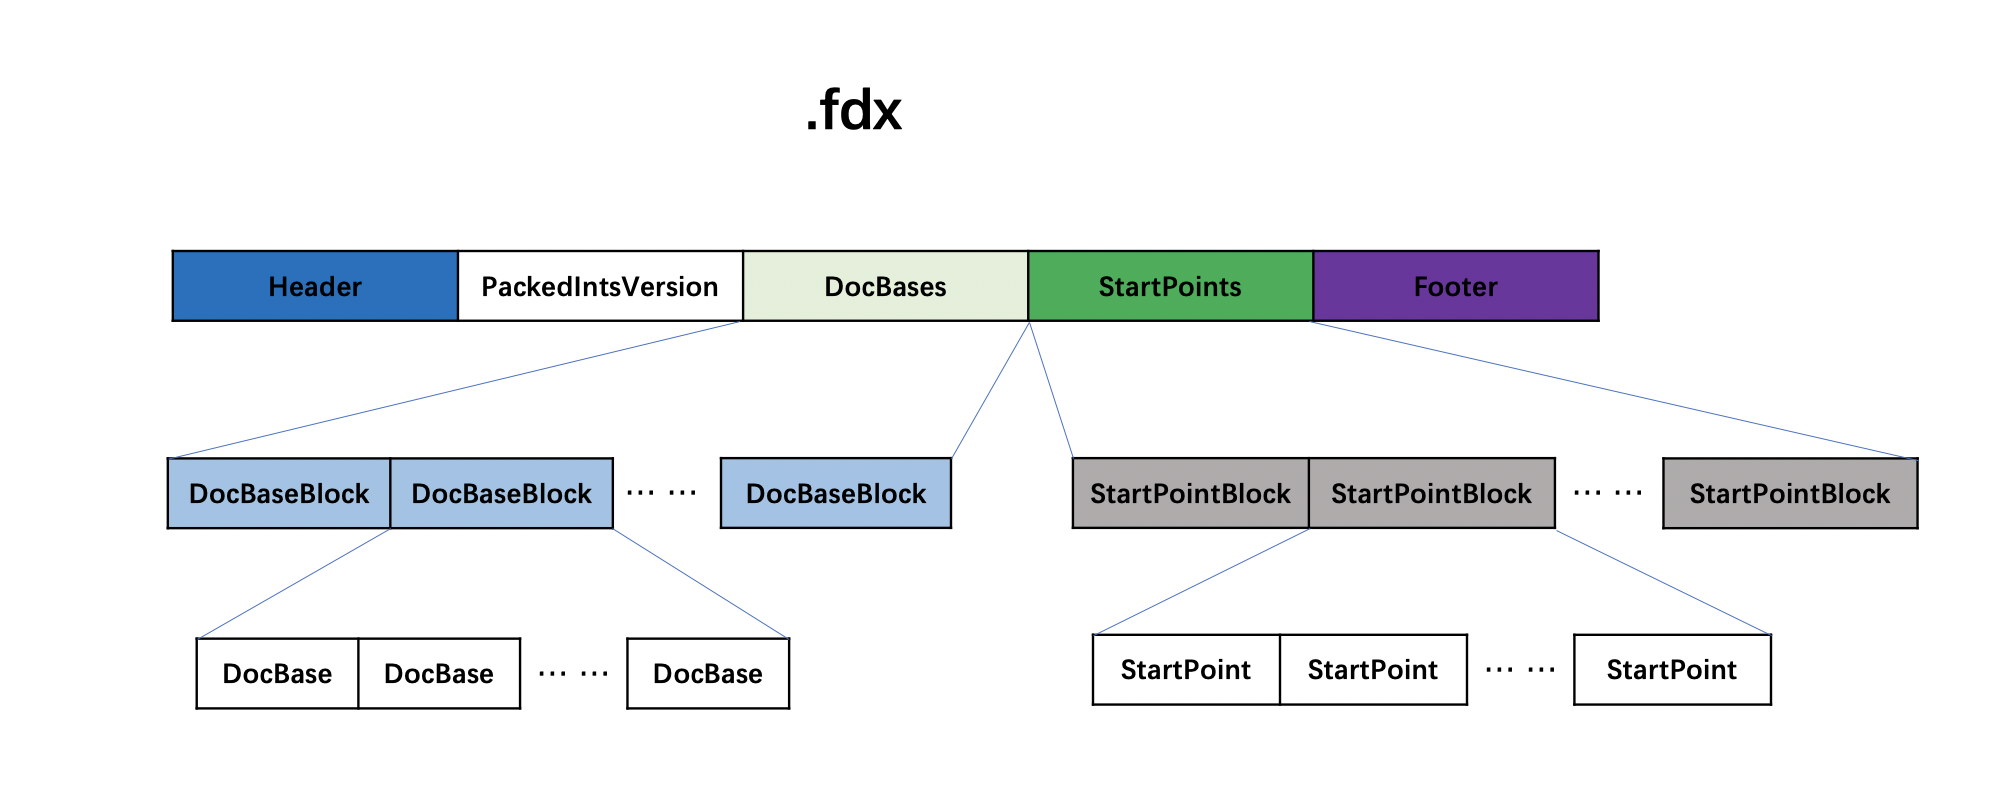 .fdx
Header PackedIntsVersion DocBases StartPoints Footer
DocBaseBlock DocBaseBlock ... ... DocBaseBlock StartPointBlock StartPointBlock ... ... StartPointBlock
DocBase DocBase ... ... DocBase StartPoint StartPoint ... ... StartPoint